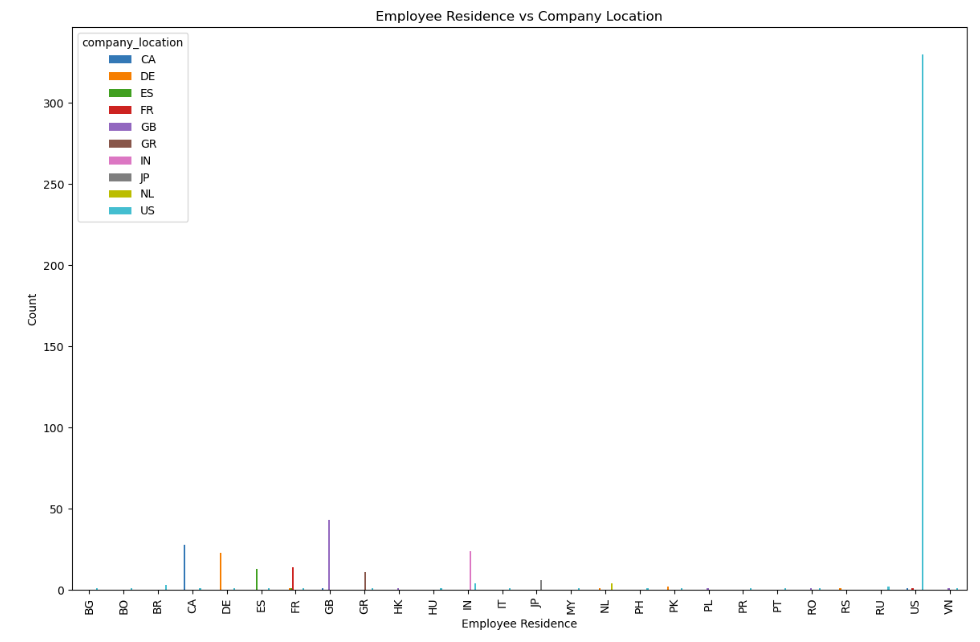 Employee Residence vs Company Location
company_location
CA
DE
ES
FR
GB
GR
IN
JP
NL
US
300
250
200
150
100
50
0
Count
BG BO BR CA DE ES FR GB GR HK HU IN IT JP MY NL PH PK PL PR PT RO RS RU US VN
Employee Residence